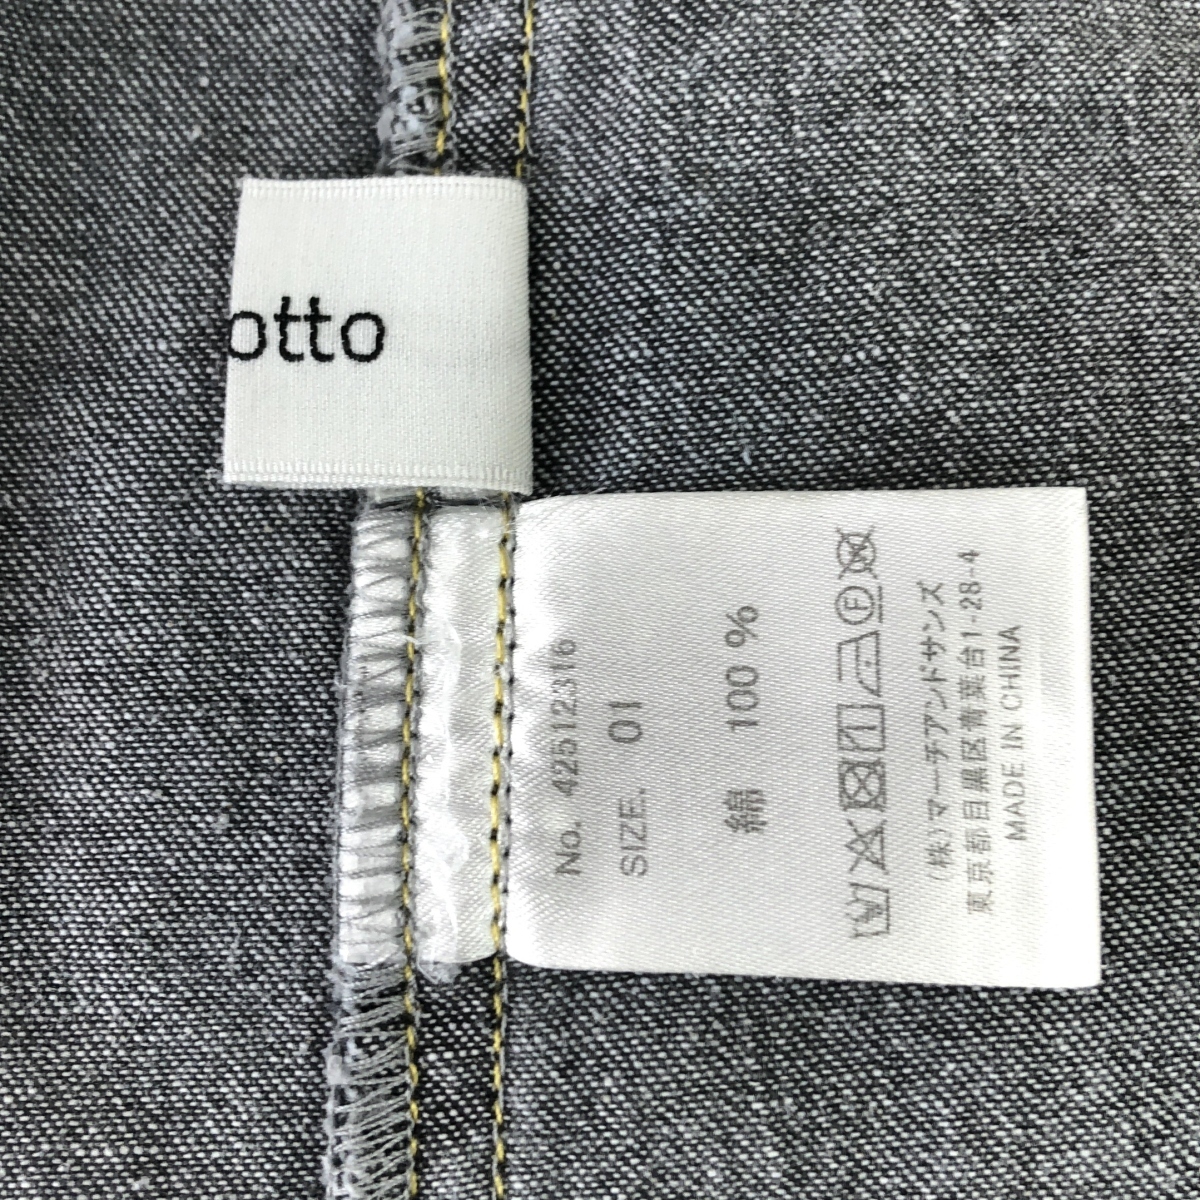 otto
No. 425122316
SIZE. 01
綿 100 %
(株)マーチアンドサンズ
東京都目黒区青葉台1-28-4
MADE IN CHINA